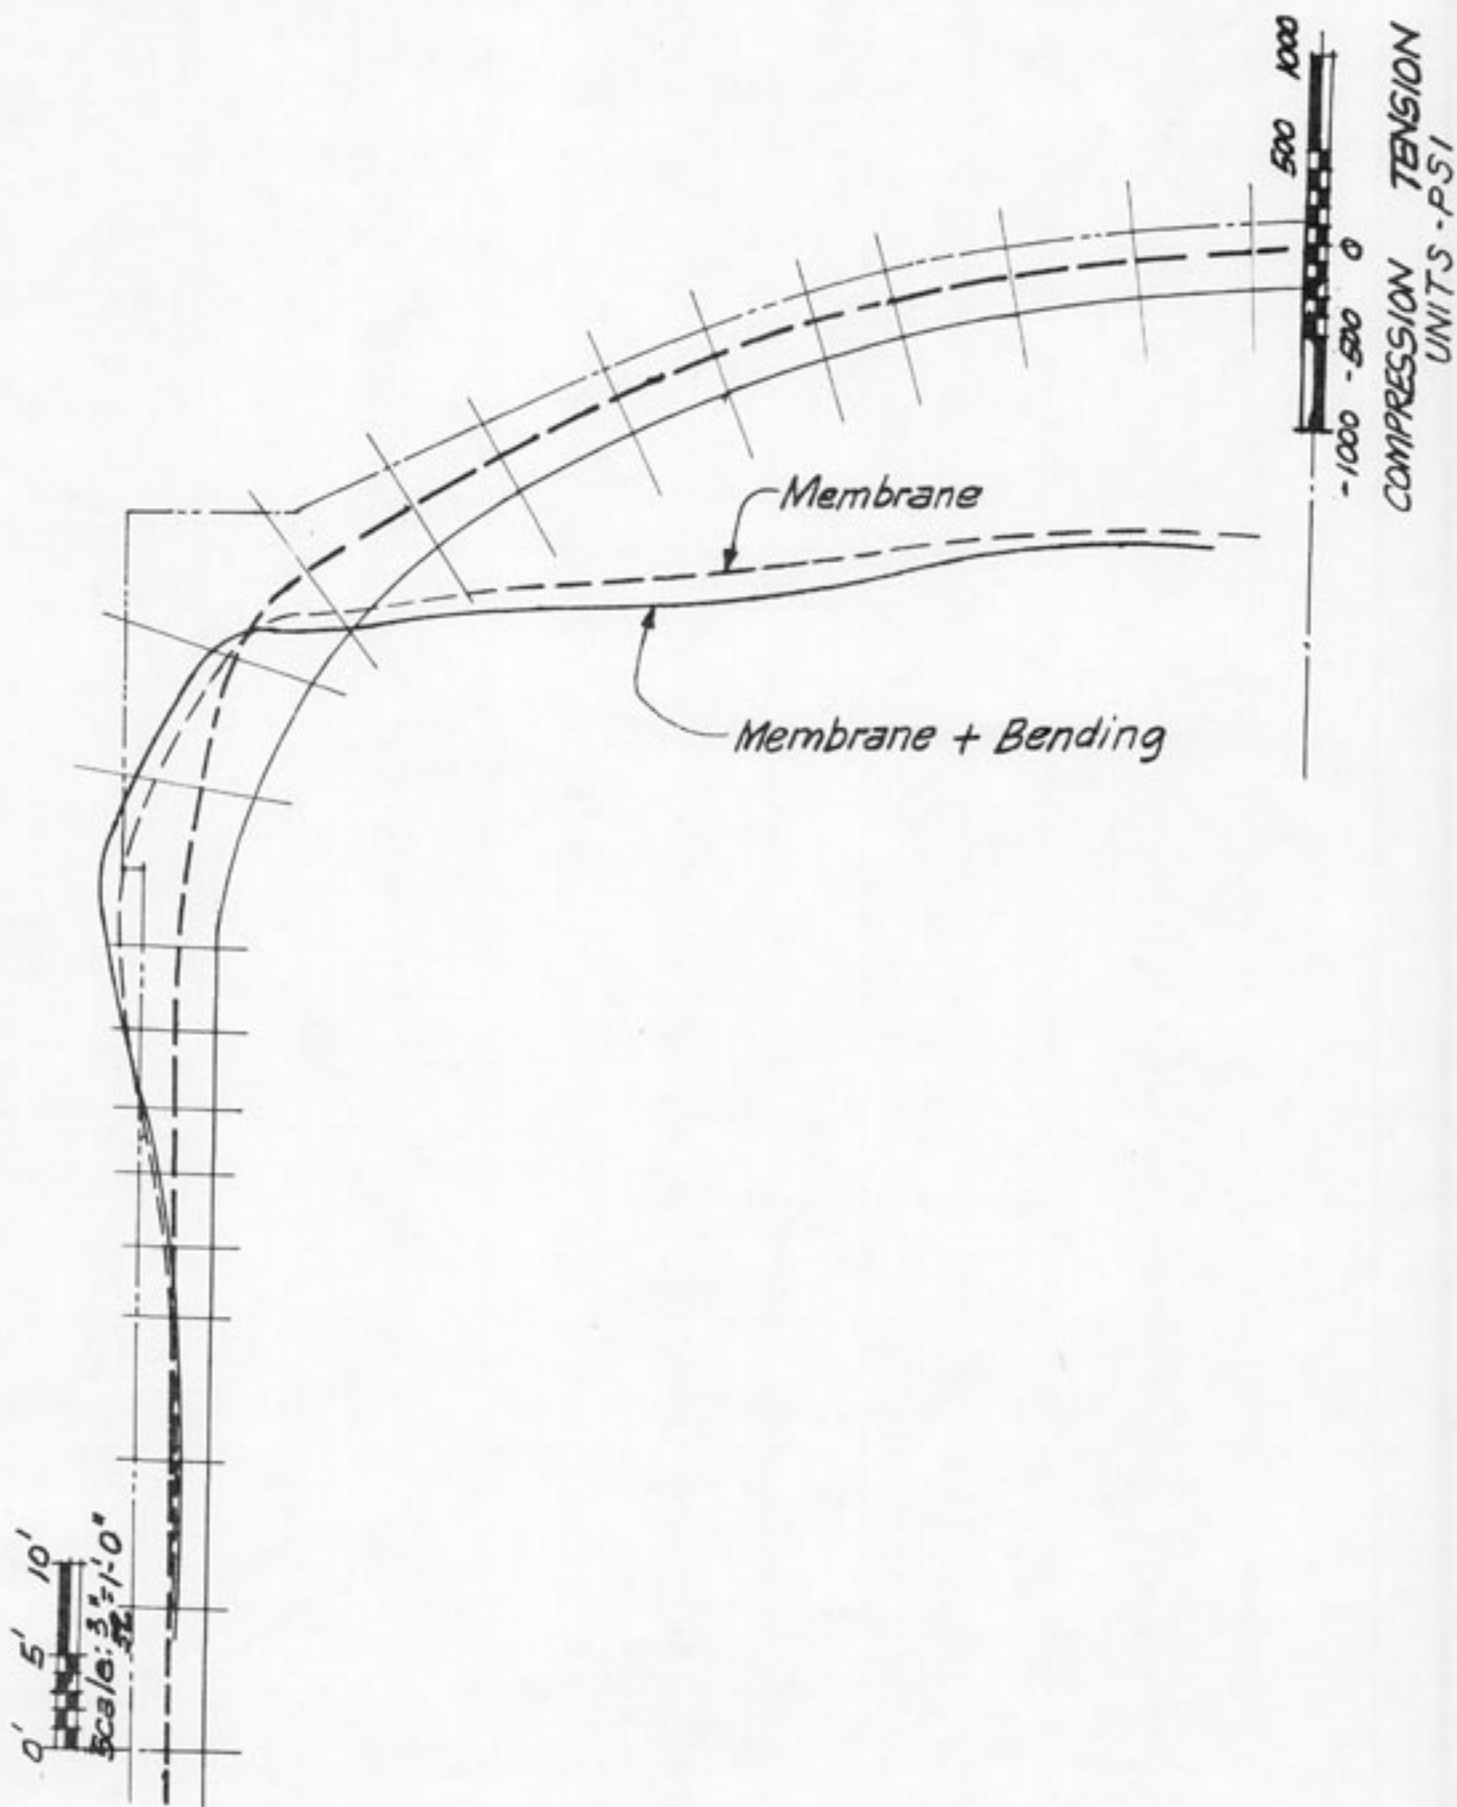 1000
500
0
-500
-1000
COMPRESSION TENSION
UNITS - PSI
Membrane
Membrane + Bending
0' 5' 10'
Scale: 3"=1'-0"
32